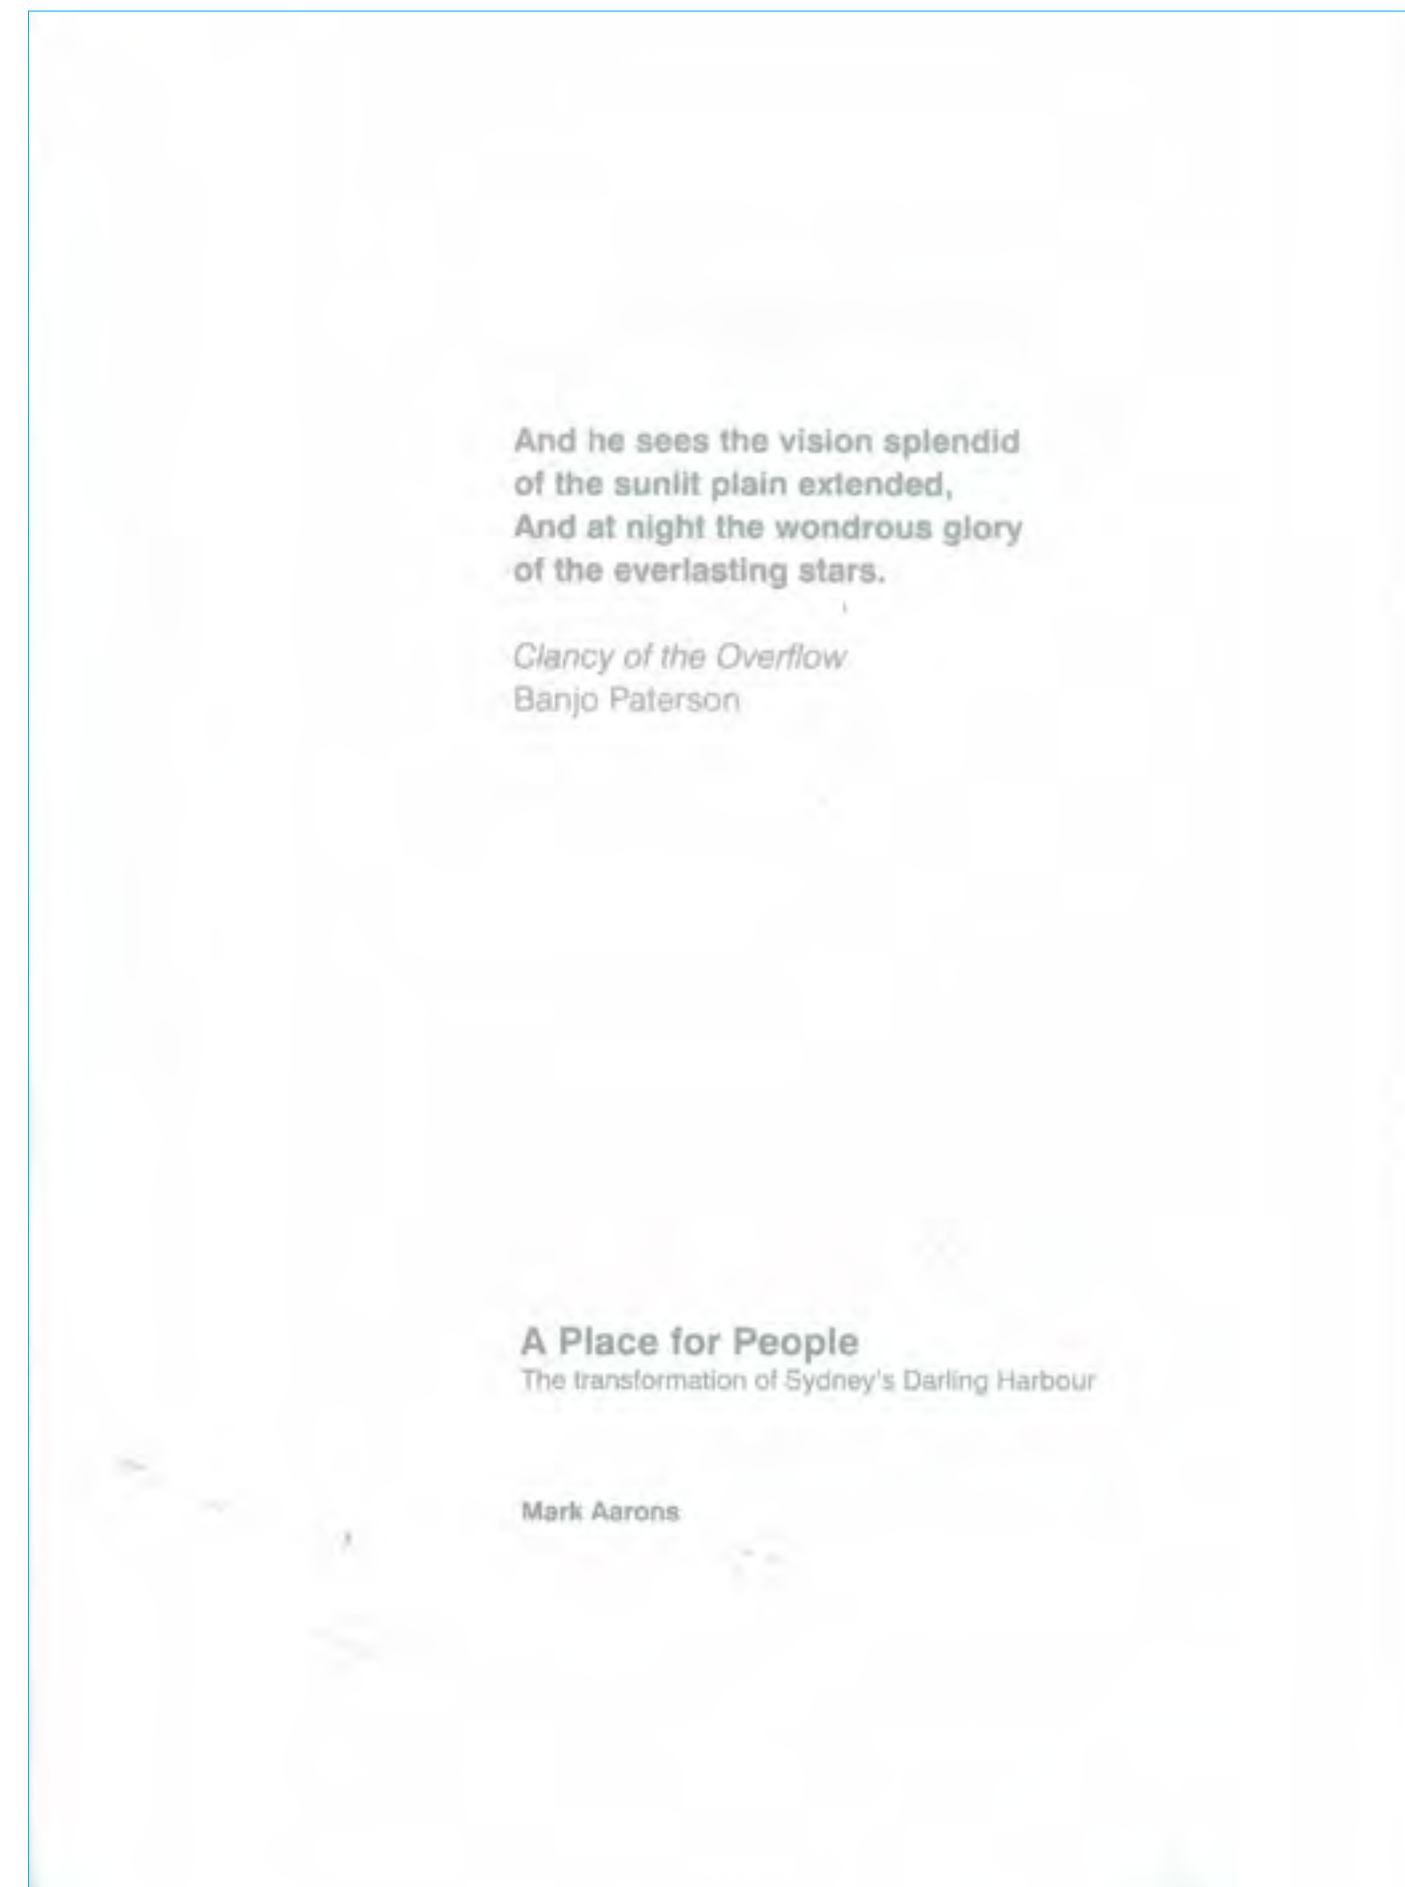 And he sees the vision splendid
of the sunlit plain extended,
And at night the wondrous glory
of the everlasting stars.
Clancy of the Overflow
Banjo Paterson
A Place for People
The transformation of Sydney's Darling Harbour
Mark Aarons